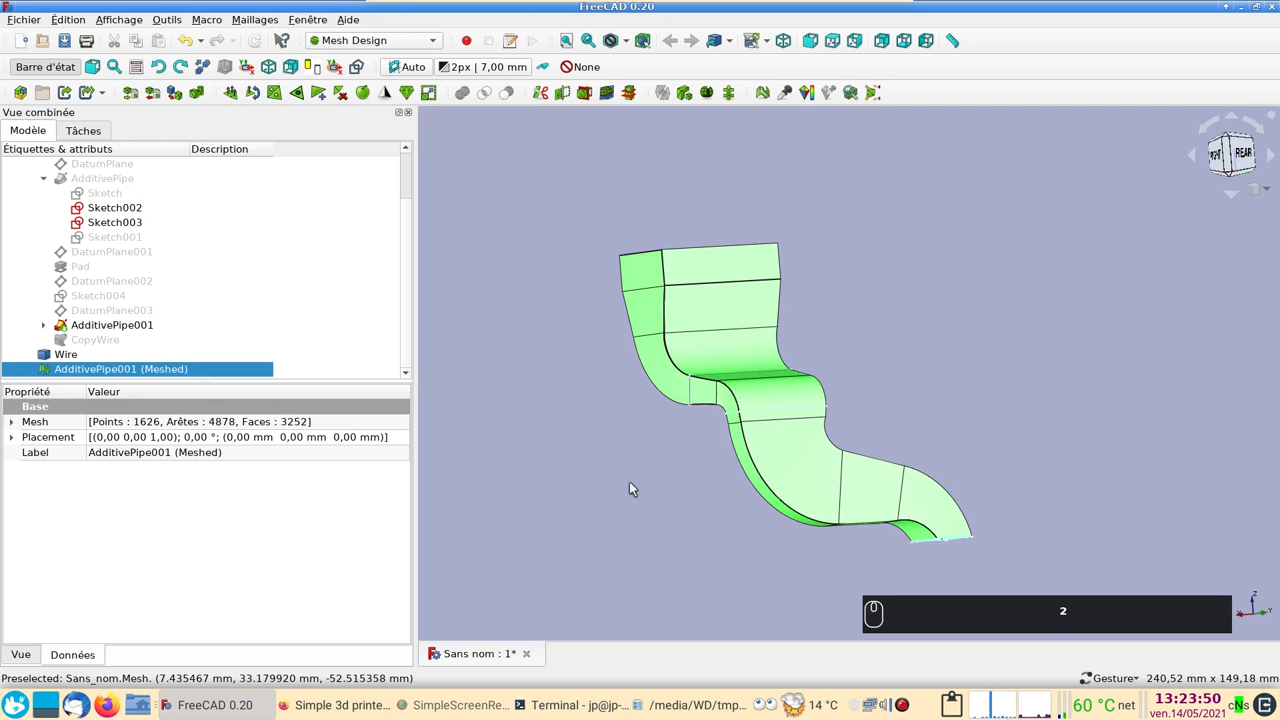 FreeCAD 0.20
Fichier Édition Affichage Outils Macro Maillages Fenêtre Aide
Mesh Design
Barre d'état Auto 2px | 7,00 mm None
Vue combinée
Modèle Tâches
Étiquettes & attributs Description
DatumPlane
AdditivePipe
Sketch
Sketch002
Sketch003
Sketch001
DatumPlane001
Pad
DatumPlane002
Sketch004
DatumPlane003
AdditivePipe001
CopyWire
Wire
AdditivePipe001 (Meshed)
Propriété Valeur
Base
Mesh [Points : 1626, Arêtes : 4878, Faces : 3252]
Placement [(0,00 0,00 1,00); 0,00 °; (0,00 mm 0,00 mm 0,00 mm)]
Label AdditivePipe001 (Meshed)
REAR
2
Z
Y
Vue Données
Sans nom : 1*
Preselected: Sans_nom.Mesh. (7.435467 mm, 33.179920 mm, -52.515358 mm)
Gesture 240,52 mm x 149,18 mm
FreeCAD 0.20 Simple 3d printe... SimpleScreenRe... Terminal - jp@jp-... /media/WD/tmp... 14 °C 60 °C net 13:23:50
ven.14/05/2021